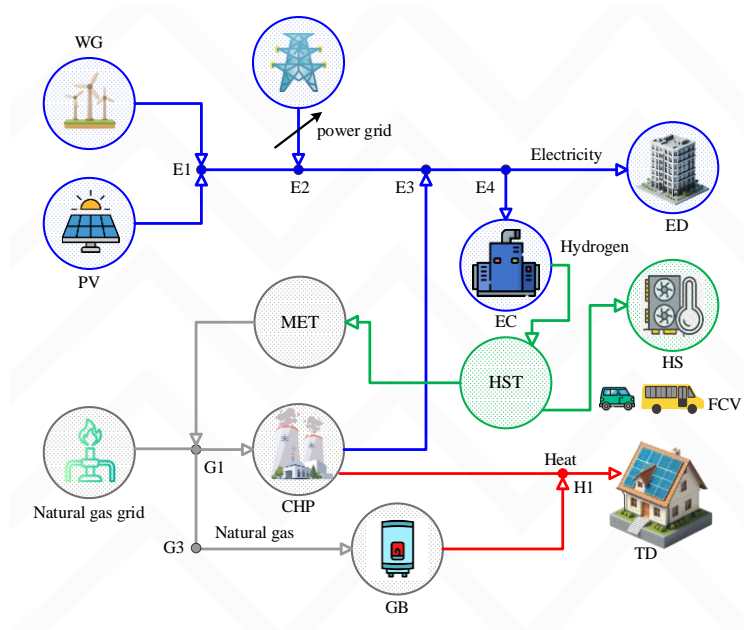 WG
power grid
E1
E2
E3
E4
Electricity
ED
PV
Hydrogen
EC
MET
HST
HS
FCV
Natural gas grid
G1
CHP
Heat
H1
TD
G3
Natural gas
GB